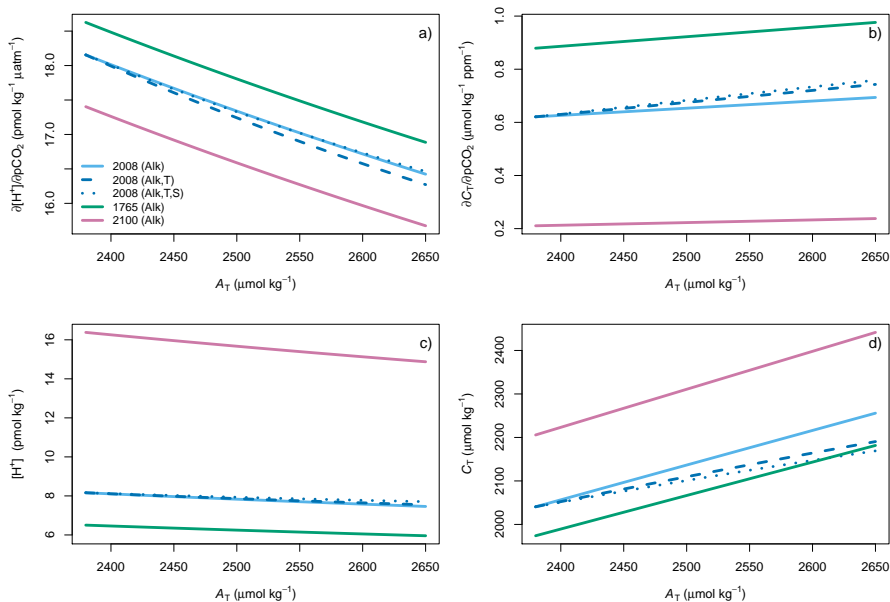 a)
∂[H⁺]/∂pCO₂ (pmol kg⁻¹ µatm⁻¹)
18.0
17.0
16.0
2008 (Alk)
2008 (Alk,T)
2008 (Alk,T,S)
1765 (Alk)
2100 (Alk)
2400 2450 2500 2550 2600 2650
A_T (µmol kg⁻¹)
b)
∂C_T/∂pCO₂ (µmol kg⁻¹ ppm⁻¹)
1.0
0.8
0.6
0.4
0.2
2400 2450 2500 2550 2600 2650
A_T (µmol kg⁻¹)
c)
[H⁺] (pmol kg⁻¹)
16
14
12
10
8
6
2400 2450 2500 2550 2600 2650
A_T (µmol kg⁻¹)
d)
C_T (µmol kg⁻¹)
2400
2300
2200
2100
2000
2400 2450 2500 2550 2600 2650
A_T (µmol kg⁻¹)